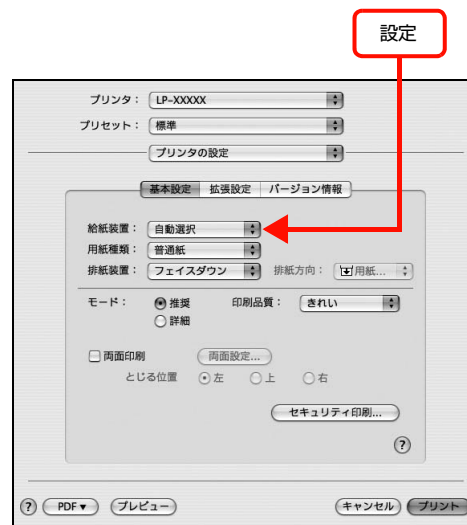 設定
プリンタ： LP-XXXXX
プリセット： 標準
プリンタの設定
基本設定 拡張設定 バージョン情報
給紙装置： 自動選択
用紙種類： 普通紙
排紙装置： フェイスダウン 排紙方向： 用紙...
モード： 推奨 印刷品質： きれい
詳細
両面印刷 両面設定...
とじる位置 左 上 右
セキュリティ印刷...
?
? PDF▼ プレビュー キャンセル プリント